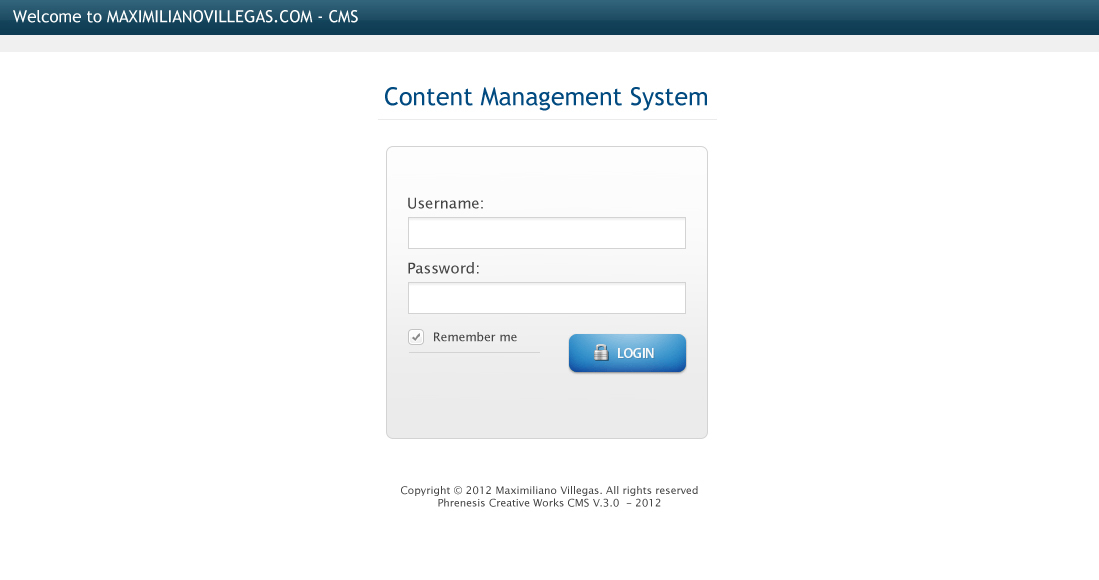 Welcome to MAXIMILIANOVILLEGAS.COM - CMS
Content Management System
Username:
Password:
Remember me
LOGIN
Copyright © 2012 Maximiliano Villegas. All rights reserved
Phrenesis Creative Works CMS V.3.0 – 2012